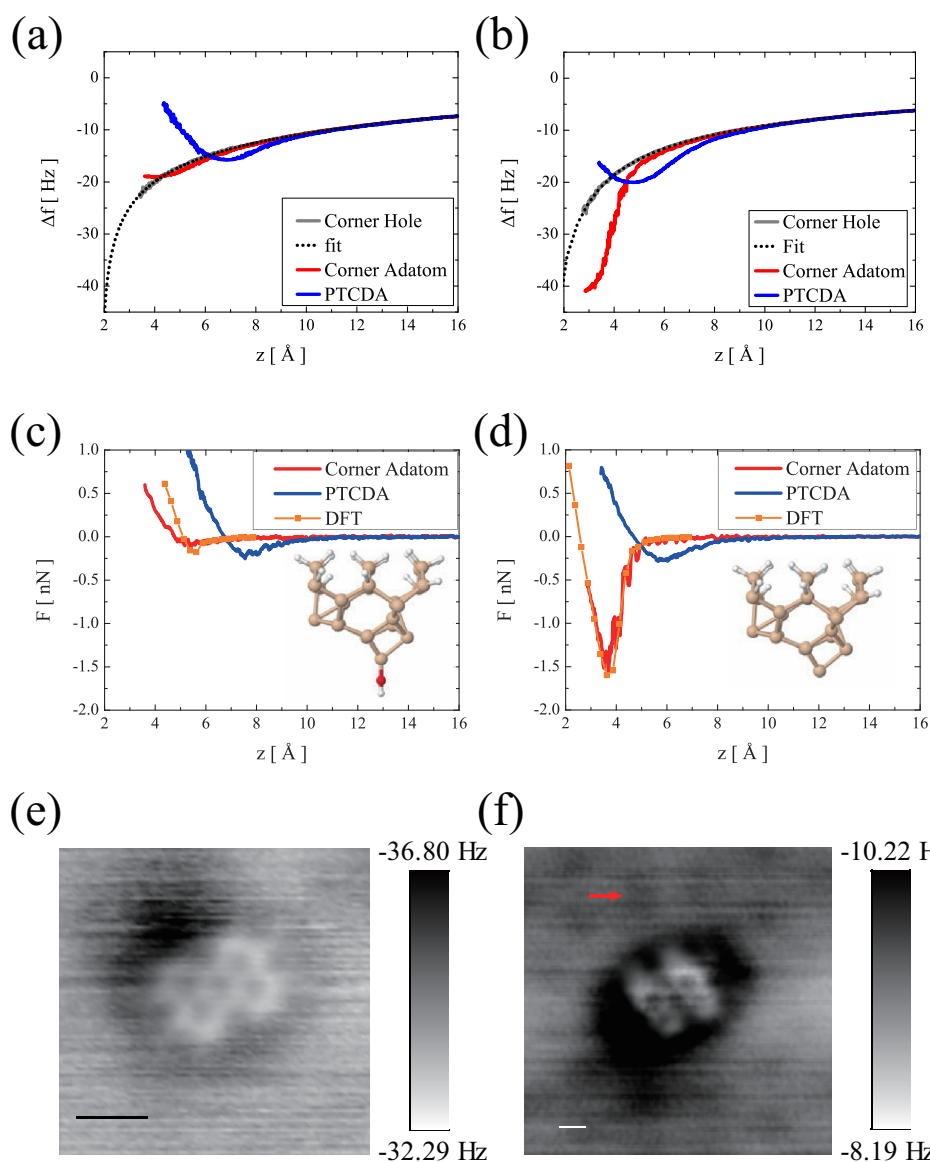 (a)
(b)
0
-10
-20
-30
-40
Δf [ Hz]
Corner Hole
fit
Corner Adatom
PTCDA
2 4 6 8 10 12 14 16
z [ Å ]
0
-10
-20
-30
-40
Δf [ Hz]
Corner Hole
Fit
Corner Adatom
PTCDA
2 4 6 8 10 12 14 16
z [ Å ]
(c)
(d)
1.0
0.5
0.0
-0.5
-1.0
-1.5
-2.0
F [ nN]
Corner Adatom
PTCDA
DFT
2 4 6 8 10 12 14 16
z [ Å ]
1.0
0.5
0.0
-0.5
-1.0
-1.5
-2.0
F [ nN]
Corner Adatom
PTCDA
DFT
2 4 6 8 10 12 14 16
z [ Å ]
(e)
(f)
-36.80 Hz
-32.29 Hz
-10.22 H
-8.19 Hz